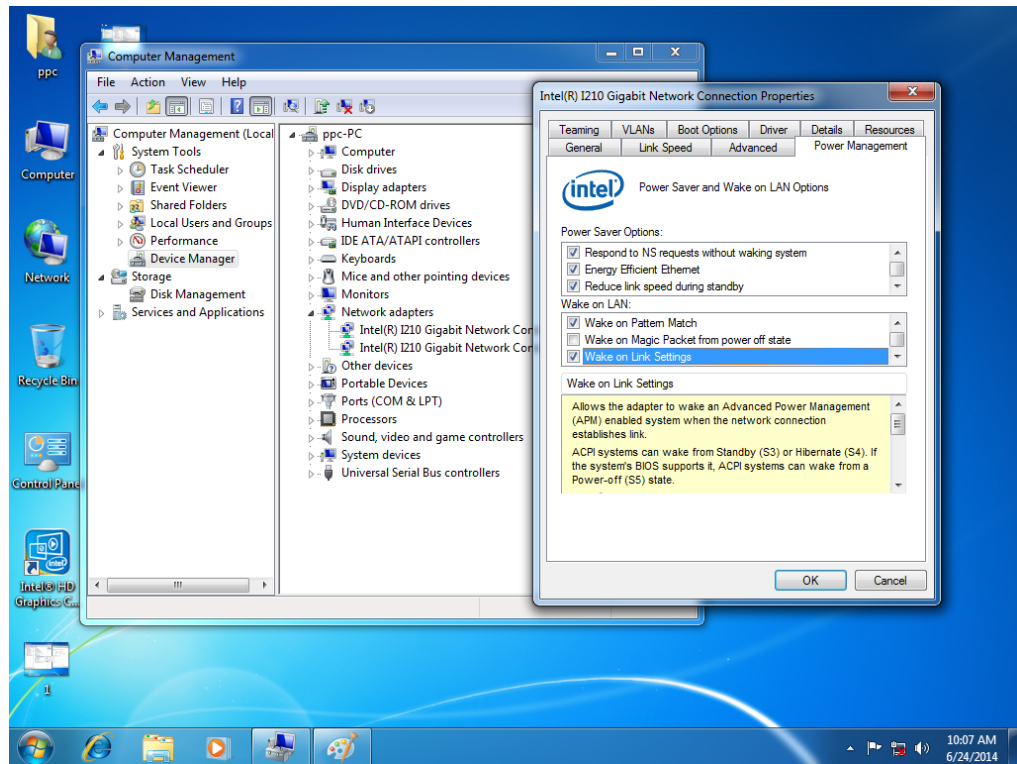 ppc
Computer
Network
Recycle Bin
Control Pane
Intel® HD
Graphics C...
1
Computer Management
File Action View Help
Computer Management (Local
System Tools
Task Scheduler
Event Viewer
Shared Folders
Local Users and Groups
Performance
Device Manager
Storage
Disk Management
Services and Applications
ppc-PC
Computer
Disk drives
Display adapters
DVD/CD-ROM drives
Human Interface Devices
IDE ATA/ATAPI controllers
Keyboards
Mice and other pointing devices
Monitors
Network adapters
Intel(R) I210 Gigabit Network Con
Intel(R) I210 Gigabit Network Con
Other devices
Portable Devices
Ports (COM & LPT)
Processors
Sound, video and game controllers
System devices
Universal Serial Bus controllers
Intel(R) I210 Gigabit Network Connection Properties
Teaming VLANs Boot Options Driver Details Resources
General Link Speed Advanced Power Management
intel Power Saver and Wake on LAN Options
Power Saver Options:
Respond to NS requests without waking system
Energy Efficient Ethernet
Reduce link speed during standby
Wake on LAN:
Wake on Pattern Match
Wake on Magic Packet from power off state
Wake on Link Settings
Wake on Link Settings
Allows the adapter to wake an Advanced Power Management
(APM) enabled system when the network connection
establishes link.
ACPI systems can wake from Standby (S3) or Hibernate (S4). If
the system's BIOS supports it, ACPI systems can wake from a
Power-off (S5) state.
OK Cancel
10:07 AM
6/24/2014